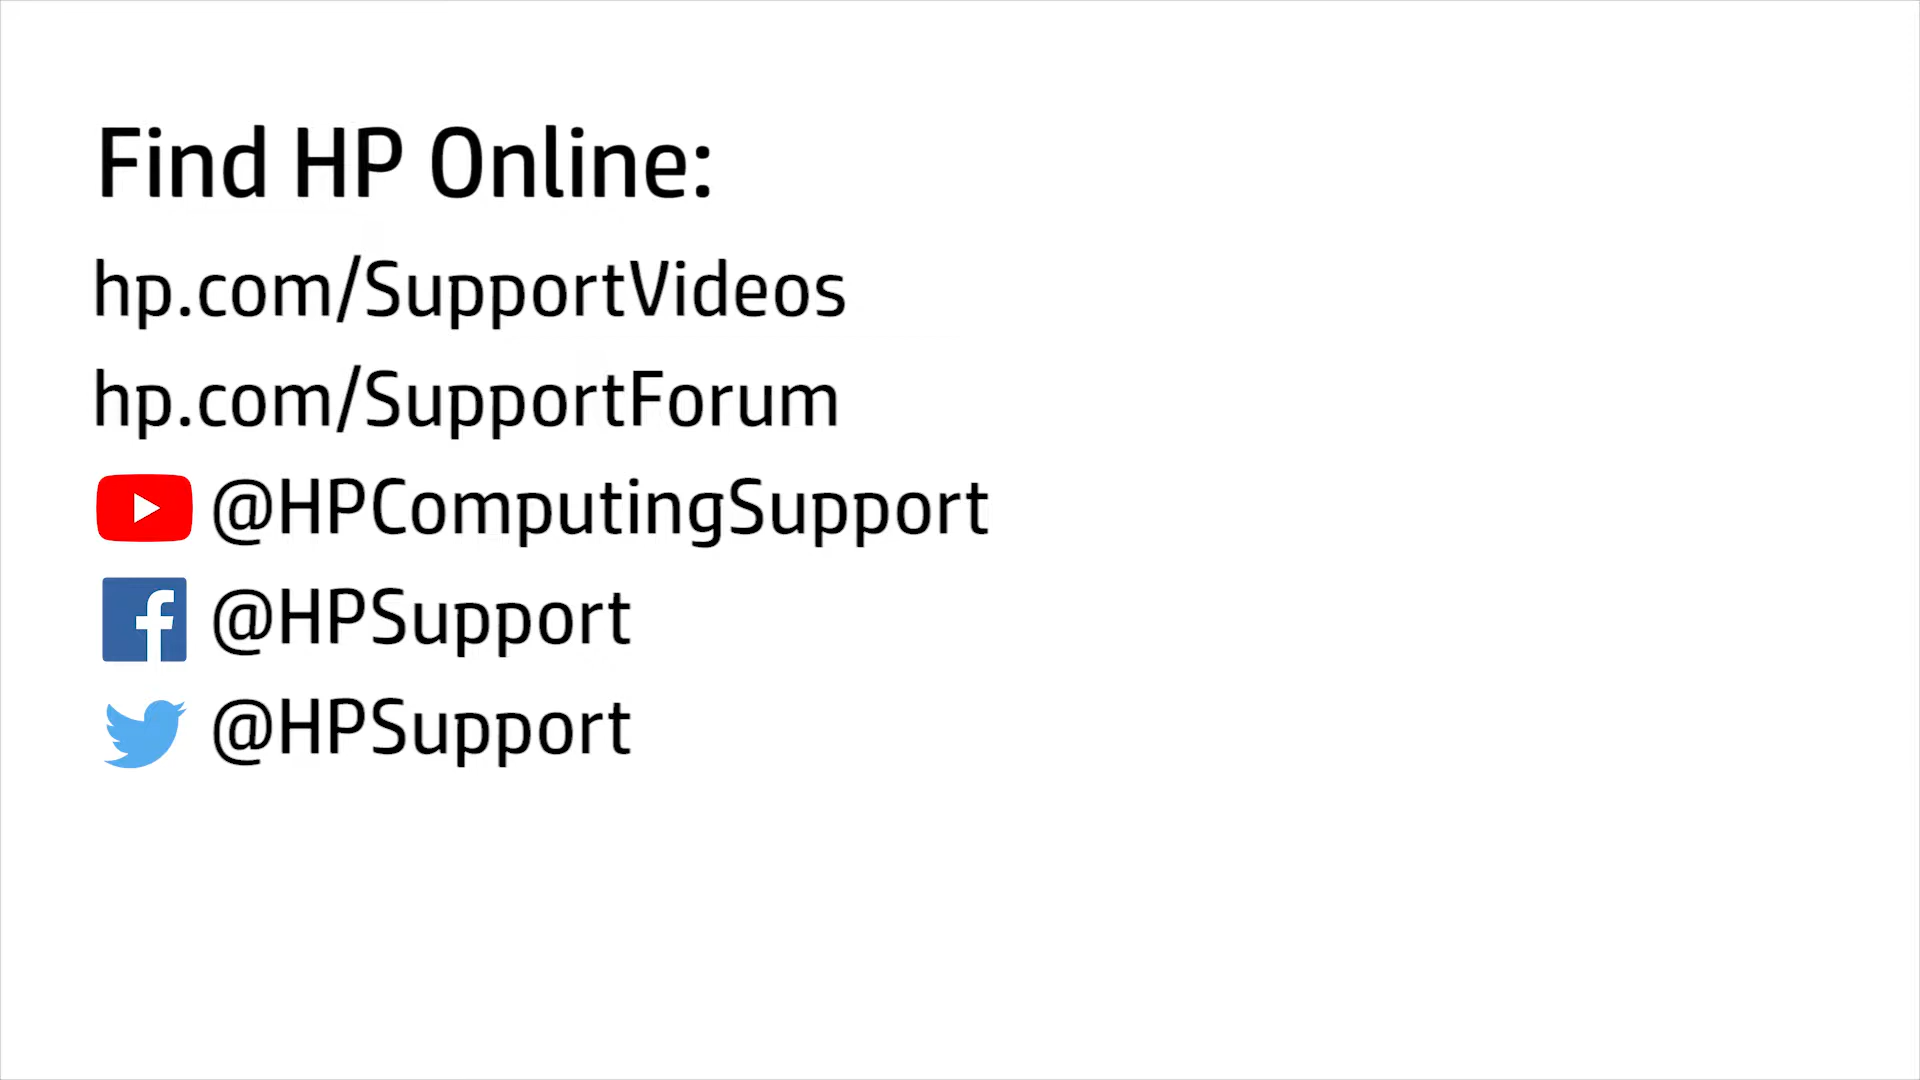 Find HP Online:
hp.com/SupportVideos
hp.com/SupportForum
@HPComputingSupport
@HPSupport
@HPSupport